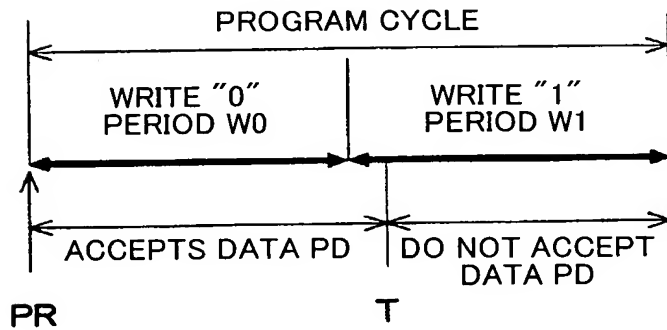 PROGRAM CYCLE
WRITE "0" WRITE "1"
PERIOD W0 PERIOD W1
ACCEPTS DATA PD DO NOT ACCEPT
DATA PD
PR T